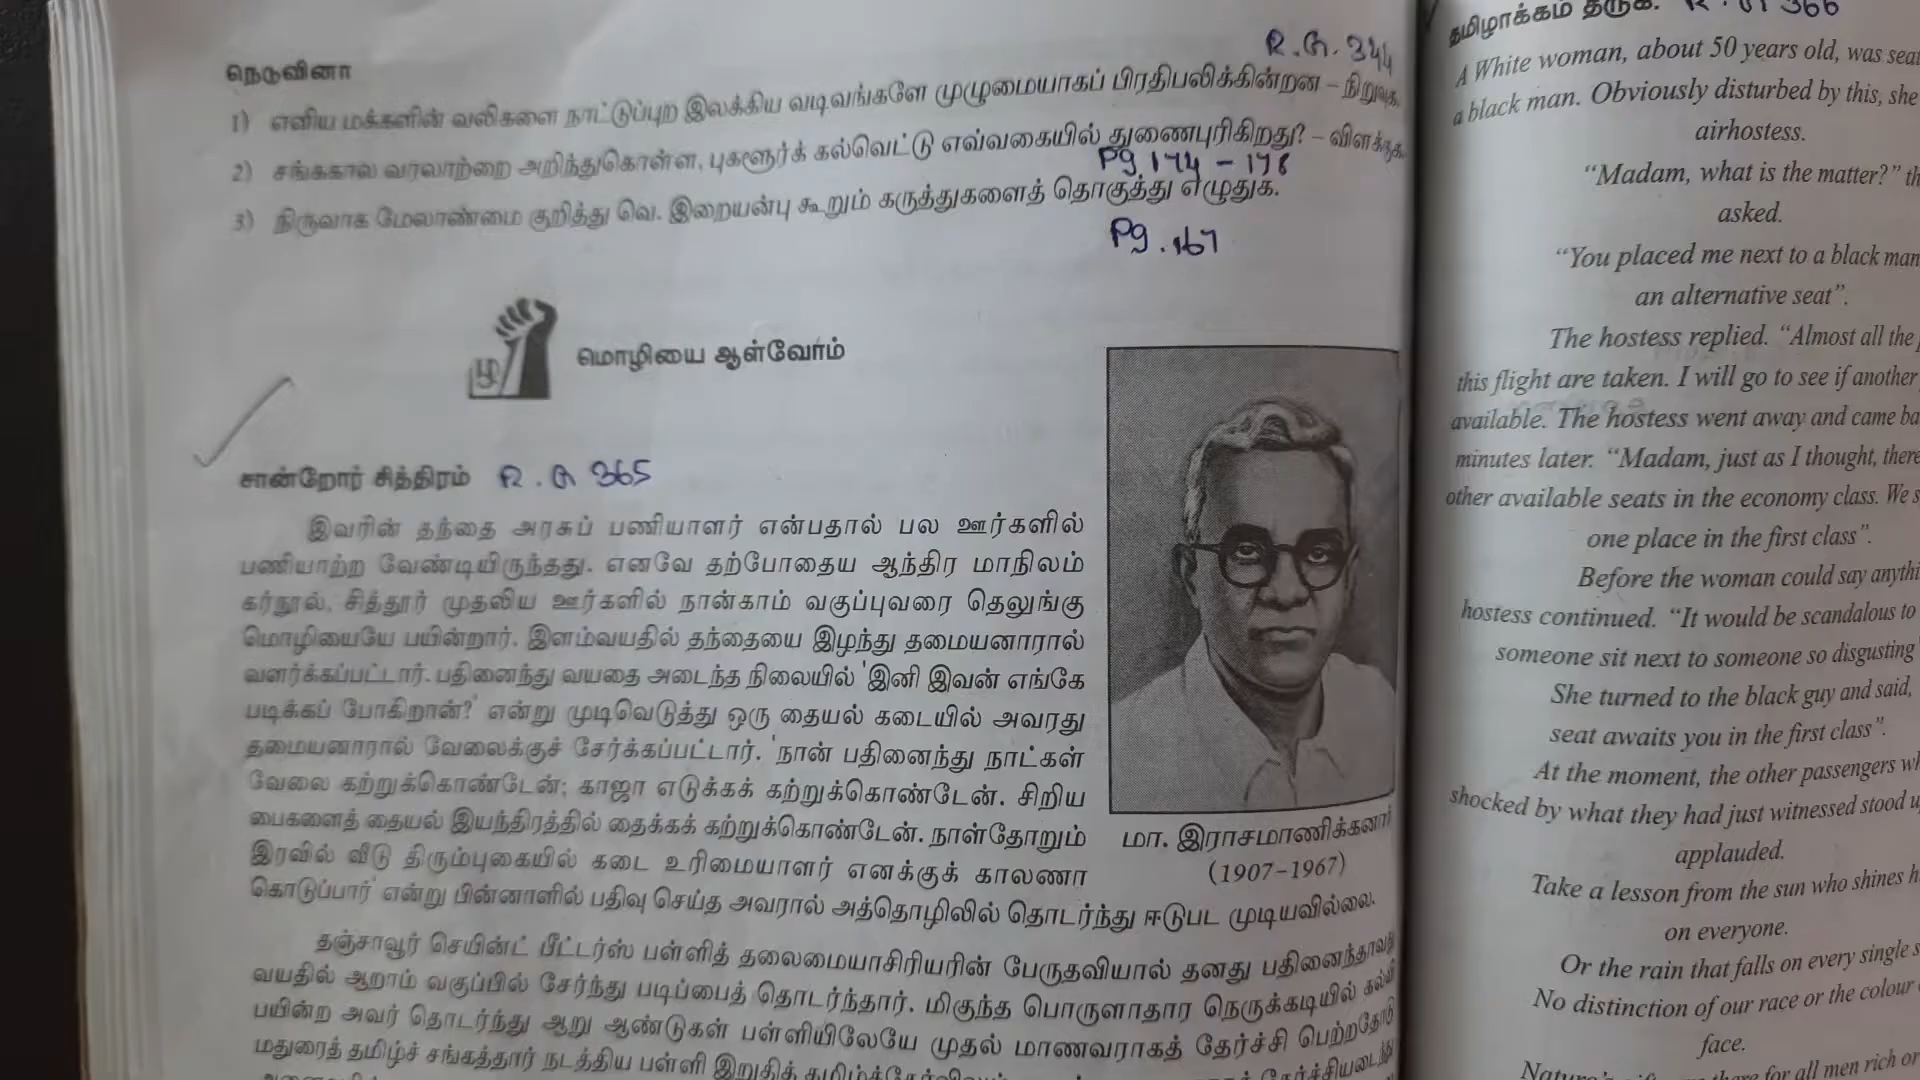 நெடுவினா
R.G. 344
1) எளிய மக்களின் வலிகளை நாட்டுப்புற இலக்கிய வடிவங்களே முழுமையாகப் பிரதிபலிக்கின்றன – நிறுவுக.
2) சங்ககால வரலாற்றை அறிந்துகொள்ள, புகளூர்க் கல்வெட்டு எவ்வகையில் துணைபுரிகிறது? – விளக்குக.
Pg 174 – 178
3) நிருவாக மேலாண்மை குறித்து வெ. இறையன்பு கூறும் கருத்துகளைத் தொகுத்து எழுதுக.
Pg. 167
ழ
மொழியை ஆள்வோம்
சான்றோர் சித்திரம் R.G 365
இவரின் தந்தை அரசுப் பணியாளர் என்பதால் பல ஊர்களில்
பணியாற்ற வேண்டியிருந்தது. எனவே தற்போதைய ஆந்திர மாநிலம்
கர்நூல், சித்தூர் முதலிய ஊர்களில் நான்காம் வகுப்புவரை தெலுங்கு
மொழியையே பயின்றார். இளம்வயதில் தந்தையை இழந்து தமையனாரால்
வளர்க்கப்பட்டார். பதினைந்து வயதை அடைந்த நிலையில் 'இனி இவன் எங்கே
படிக்கப் போகிறான்?' என்று முடிவெடுத்து ஒரு தையல் கடையில் அவரது
தமையனாரால் வேலைக்குச் சேர்க்கப்பட்டார். 'நான் பதினைந்து நாட்கள்
வேலை கற்றுக்கொண்டேன்; காஜா எடுக்கக் கற்றுக்கொண்டேன். சிறிய
பைகளைத் தையல் இயந்திரத்தில் தைக்கக் கற்றுக்கொண்டேன். நாள்தோறும்
இரவில் வீடு திரும்புகையில் கடை உரிமையாளர் எனக்குக் காலணா
கொடுப்பார்' என்று பின்னாளில் பதிவு செய்த அவரால் அத்தொழிலில் தொடர்ந்து ஈடுபட முடியவில்லை.
மா. இராசமாணிக்கனார்
(1907-1967)
தஞ்சாவூர் செயின்ட் பீட்டர்ஸ் பள்ளித் தலைமையாசிரியரின் பேருதவியால் தனது பதினைந்தாவது
வயதில் ஆறாம் வகுப்பில் சேர்ந்து படிப்பைத் தொடர்ந்தார். மிகுந்த பொருளாதார நெருக்கடியில் கல்வி
பயின்ற அவர் தொடர்ந்து ஆறு ஆண்டுகள் பள்ளியிலேயே முதல் மாணவராகத் தேர்ச்சி பெற்றதோடு
மதுரைத் தமிழ்ச் சங்கத்தார் நடத்திய பள்ளி இறுதித்
தமிழாக்கம் தருக. R. G 366
A White woman, about 50 years old, was
a black man. Obviously disturbed by this, she
airhostess.
"Madam, what is the matter?"
asked.
"You placed me next to a black man
an alternative seat".
The hostess replied. "Almost all the
this flight are taken. I will go to see if another
available. The hostess went away and came
minutes later. "Madam, just as I thought, there
other available seats in the economy class. We
one place in the first class".
Before the woman could say
hostess continued. "It would be scandalous to
someone sit next to someone so disgusting
She turned to the black guy and said,
seat awaits you in the first class".
At the moment, the other passengers
shocked by what they had just witnessed stood
applauded.
Take a lesson from the sun who shines
on everyone.
Or the rain that falls on every single
No distinction of our race or the colour
face.
for all men rich or